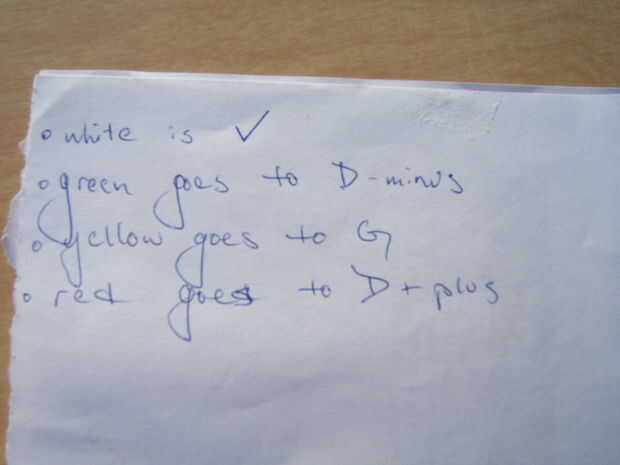 • white is ✓
• green goes to D-minus
• yellow goes to G
• red goes to D+plus